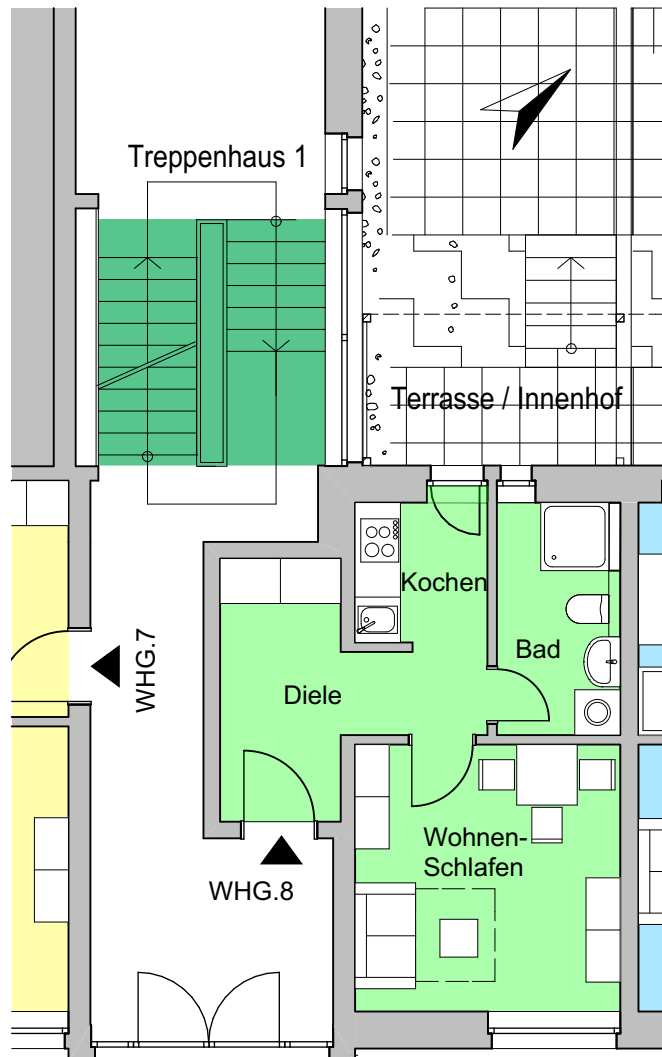 Treppenhaus 1
Terrasse / Innenhof
Kochen
Bad
WHG.7
Diele
Wohnen-
Schlafen
WHG.8